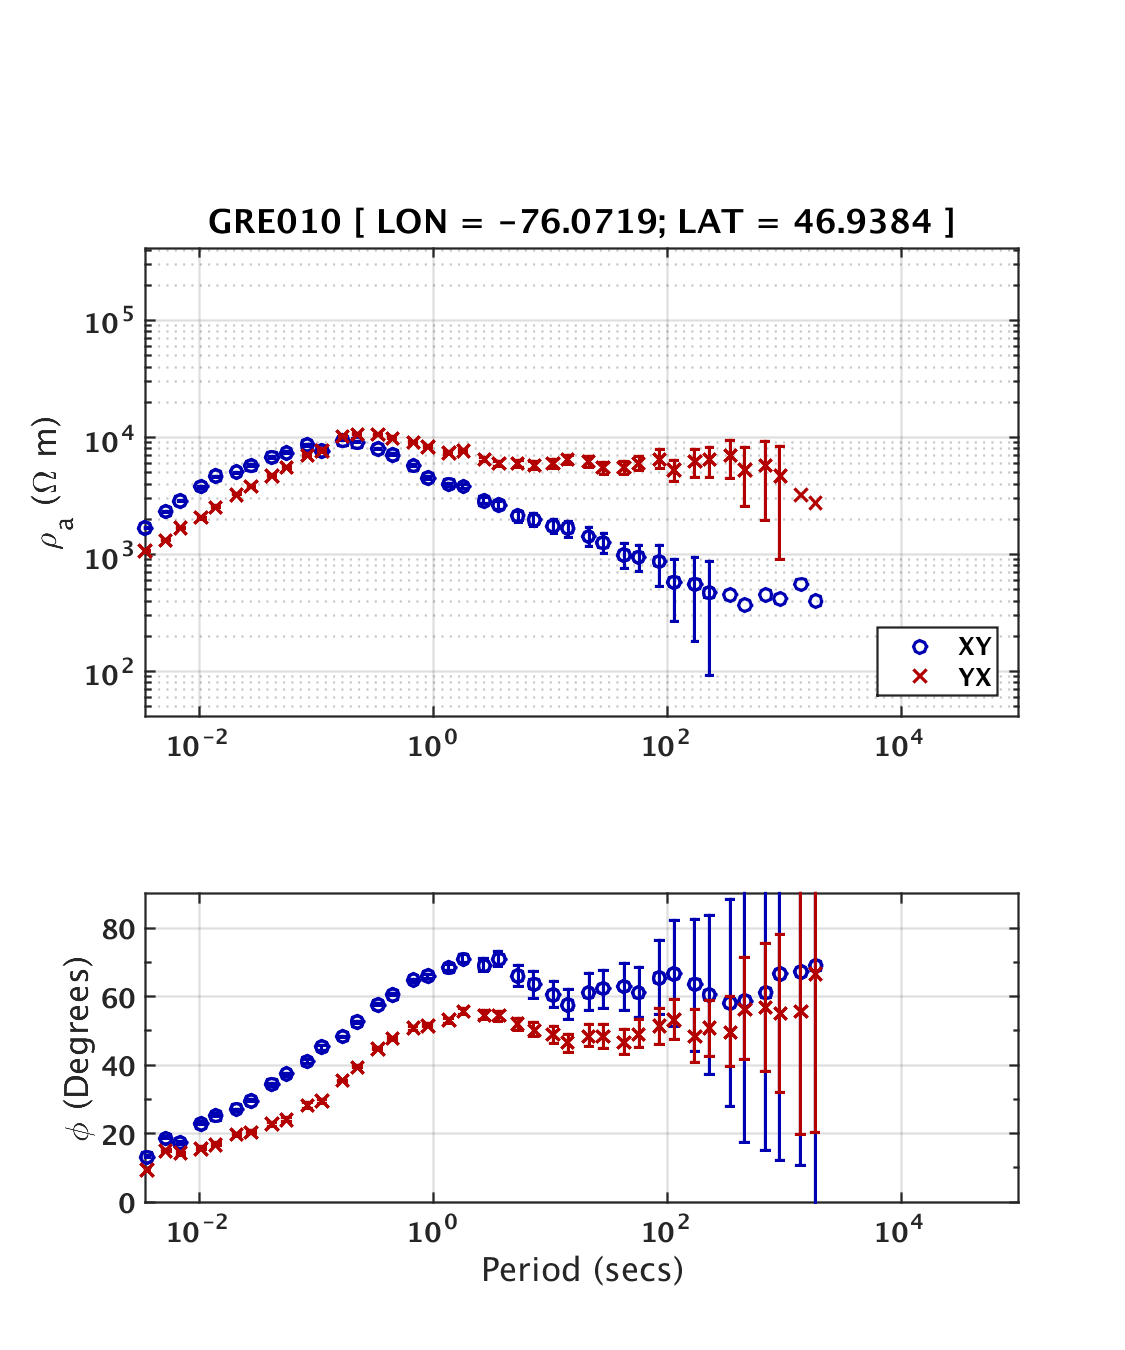 GRE010 [ LON = -76.0719; LAT = 46.9384 ]
10^5
10^4
10^3
10^2
ρ_a (Ω m)
XY
YX
10^-2 10^0 10^2 10^4
80
60
40
20
0
φ (Degrees)
10^-2 10^0 10^2 10^4
Period (secs)